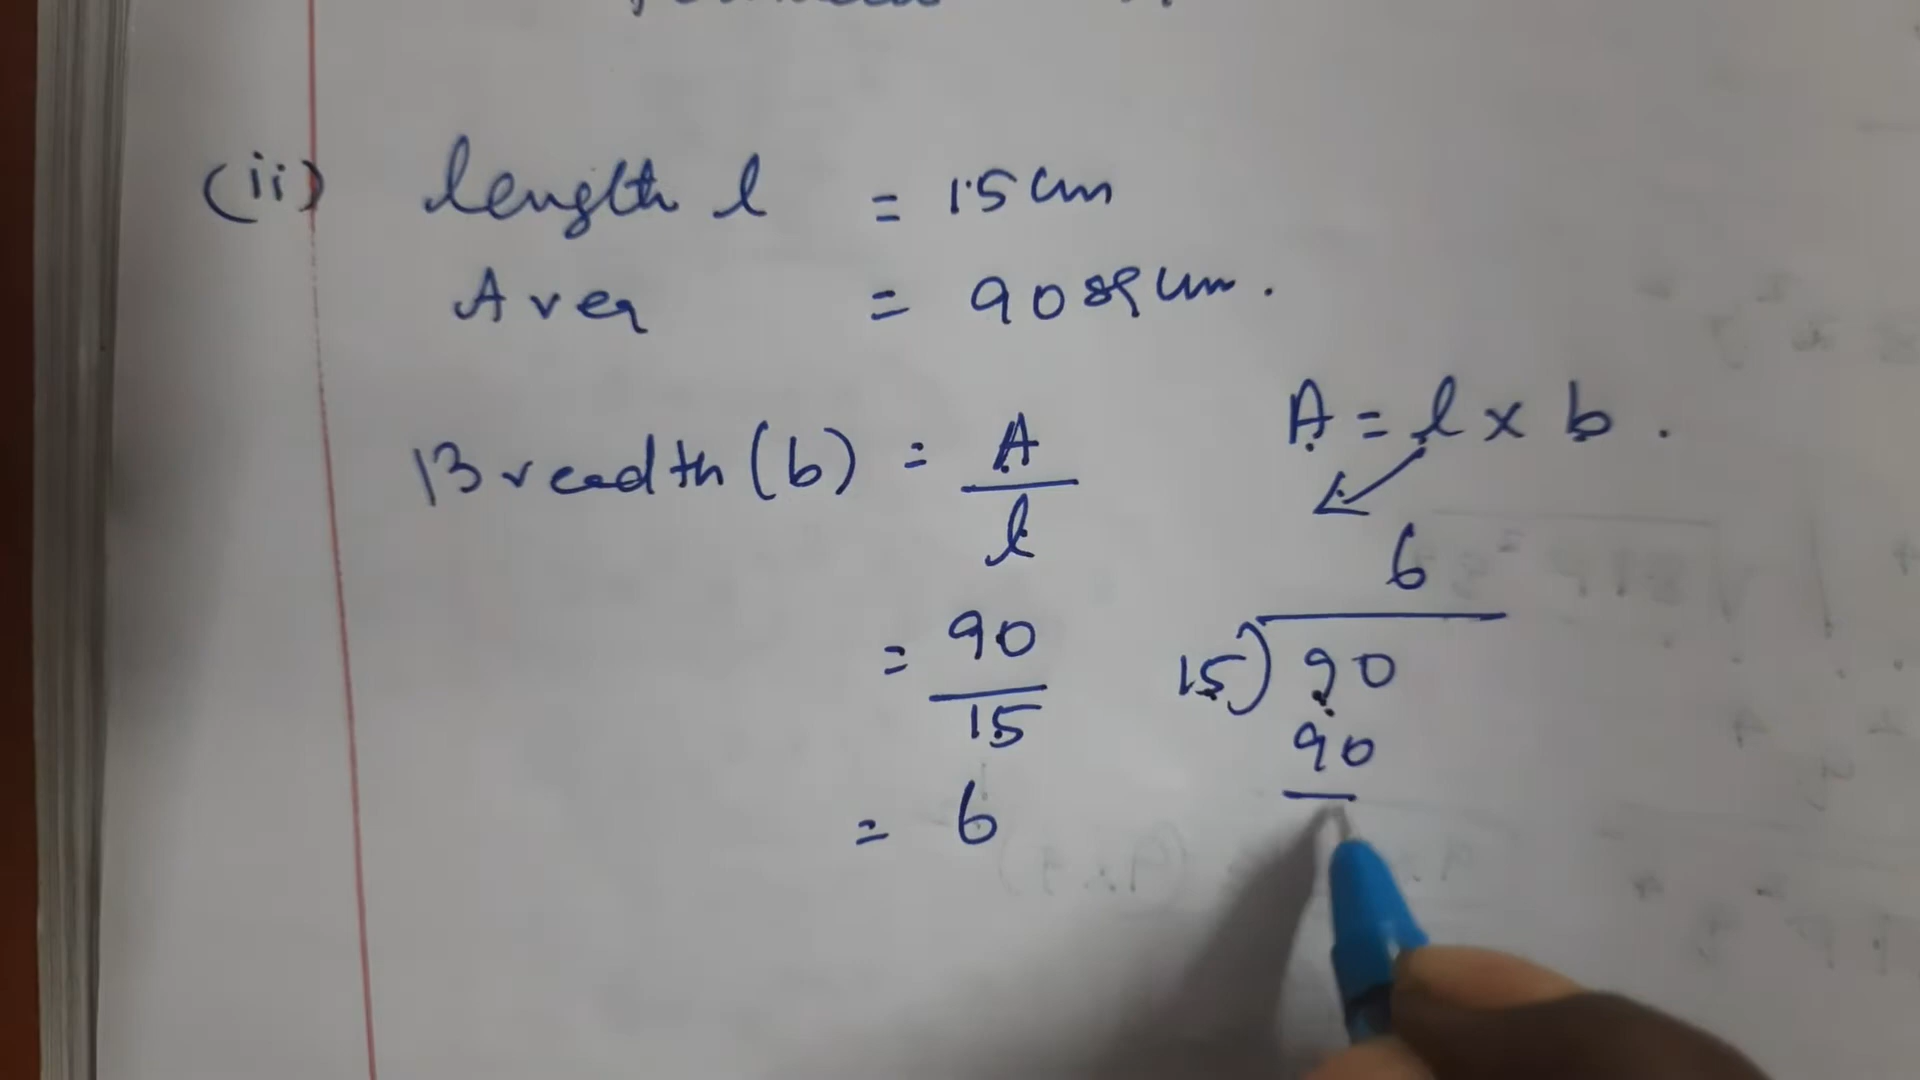 (ii) length l = 15 cm
Area = 90 sq cm.
A = l x b.
Breadth (b) = A
l
6
= 90
15
15) 90
90
= 6